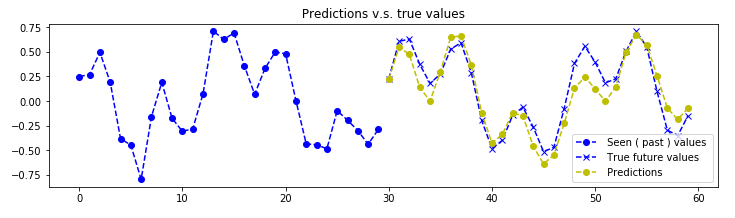 Predictions v.s. true values
0.75
0.50
0.25
0.00
−0.25
−0.50
−0.75
0 10 20 30 40 50 60
Seen ( past ) values
True future values
Predictions